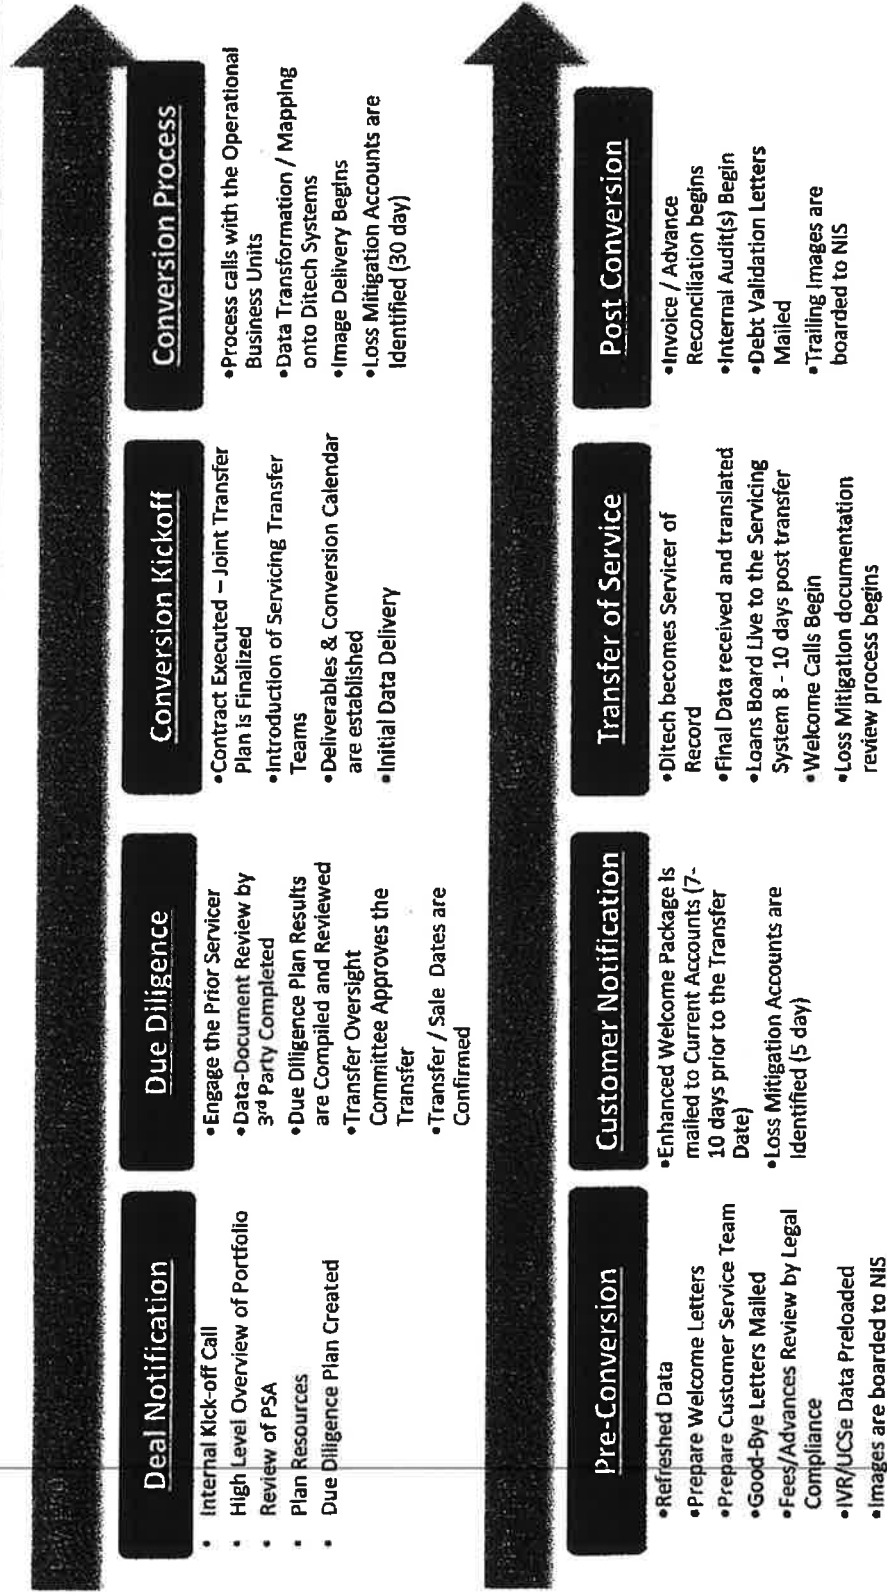 Deal Notification
• Internal Kick-off Call
• High Level Overview of Portfolio
• Review of PSA
• Plan Resources
• Due Diligence Plan Created
Due Diligence
•Engage the Prior Servicer
•Data-Document Review by
3rd Party Completed
•Due Diligence Plan Results
are Compiled and Reviewed
•Transfer Oversight
Committee Approves the
Transfer
•Transfer / Sale Dates are
Confirmed
Conversion Kickoff
•Contract Executed – Joint Transfer
Plan is Finalized
•Introduction of Servicing Transfer
Teams
•Deliverables & Conversion Calendar
are established
•Initial Data Delivery
Conversion Process
•Process calls with the Operational
Business Units
•Data Transformation / Mapping
onto Ditech Systems
•Image Delivery Begins
•Loss Mitigation Accounts are
Identified (30 day)
Pre-Conversion
•Refreshed Data
•Prepare Welcome Letters
•Prepare Customer Service Team
•Good-Bye Letters Mailed
•Fees/Advances Review by Legal
Compliance
•IVR/UCSe Data Preloaded
•Images are boarded to NIS
Customer Notification
•Enhanced Welcome Package is
mailed to Current Accounts (7-
10 days prior to the Transfer
Date)
•Loss Mitigation Accounts are
Identified (5 day)
Transfer of Service
•Ditech becomes Servicer of
Record
•Final Data received and translated
•Loans Board Live to the Servicing
System 8 - 10 days post transfer
•Welcome Calls Begin
•Loss Mitigation documentation
review process begins
Post Conversion
•Invoice / Advance
Reconciliation begins
•Internal Audit(s) Begin
•Debt Validation Letters
Mailed
•Trailing Images are
boarded to NIS